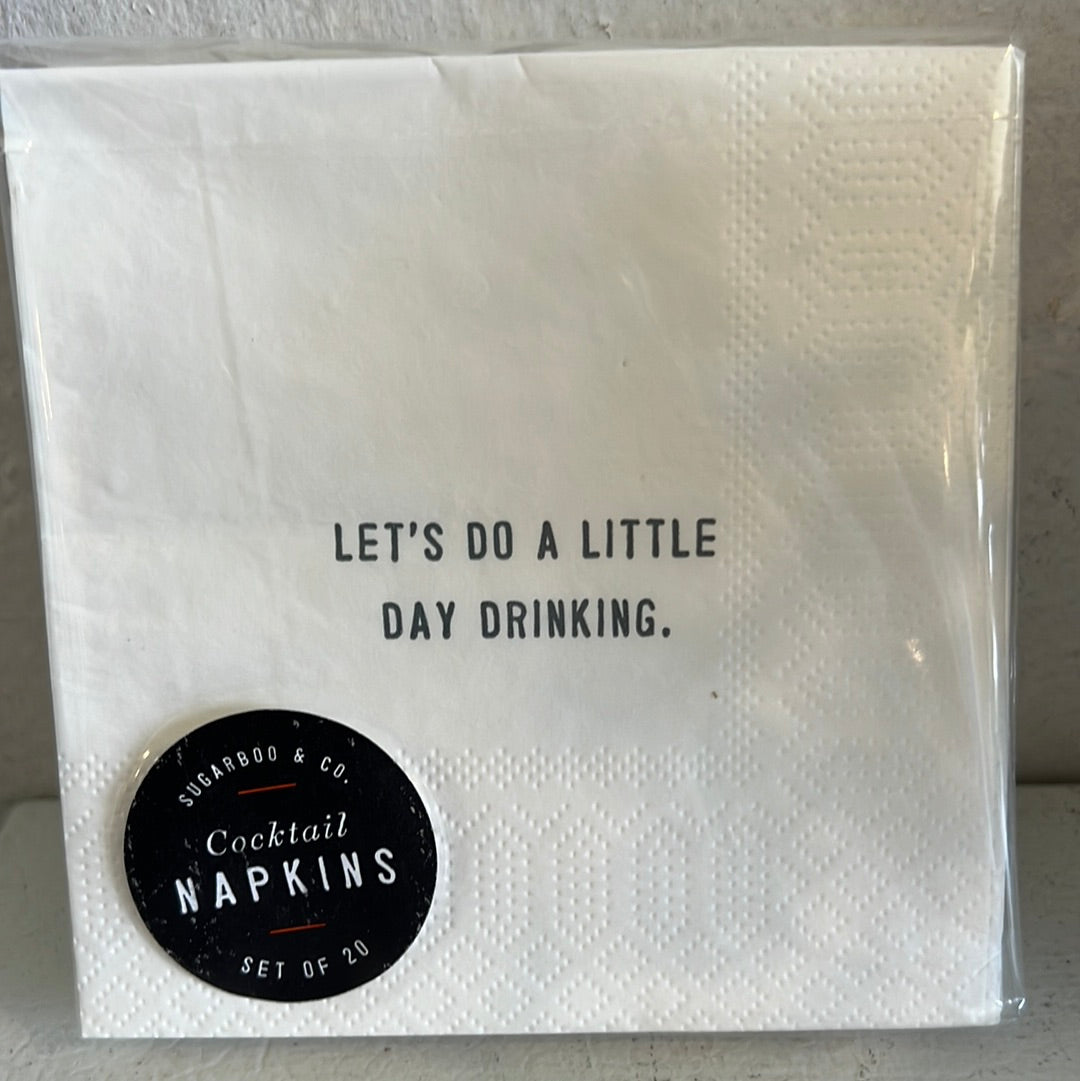 LET'S DO A LITTLE
DAY DRINKING.
SUGARBOO & CO.
Cocktail
NAPKINS
SET OF 20